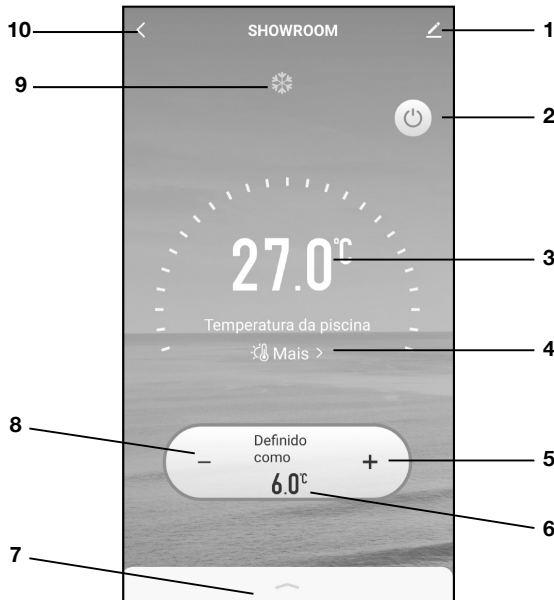 10
SHOWROOM
1
9
2
27.0°C
3
Temperatura da piscina
Mais >
4
8
Definido
como
− +
5
6.0°C
6
7